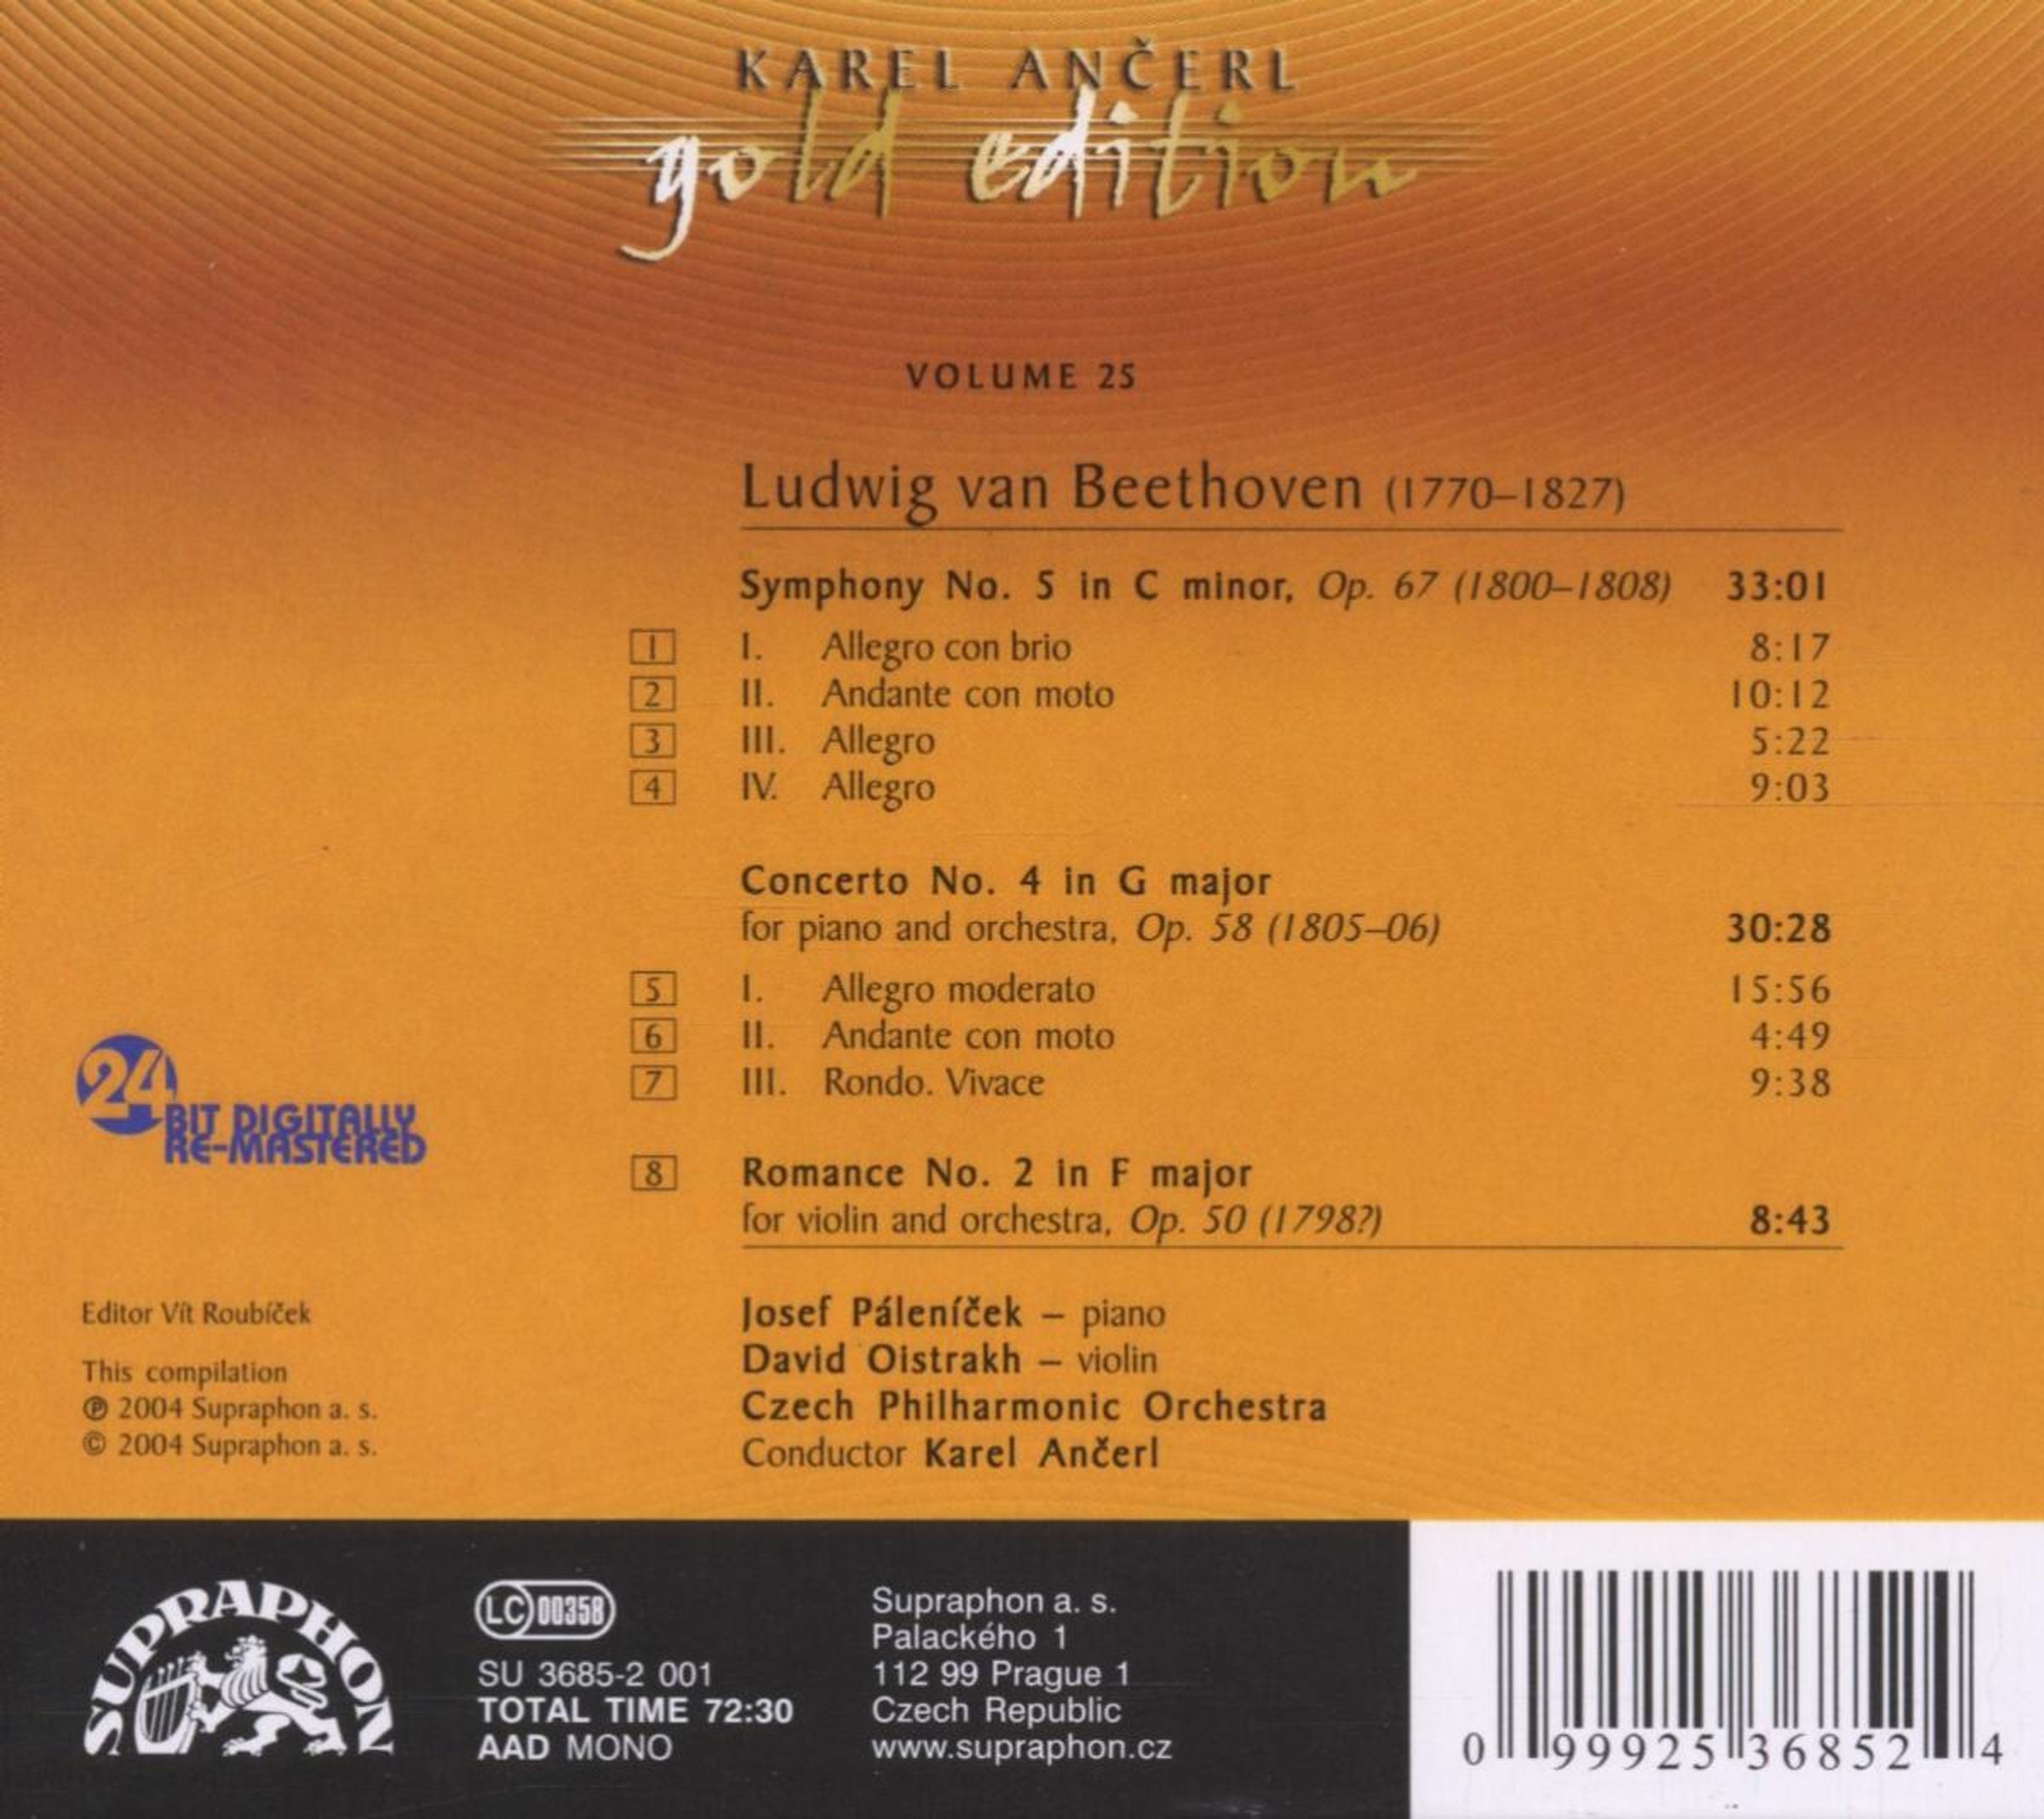 KAREL ANČERL
gold edition
VOLUME 25
Ludwig van Beethoven (1770–1827)
Symphony No. 5 in C minor, Op. 67 (1800–1808) 33:01
1 I. Allegro con brio 8:17
2 II. Andante con moto 10:12
3 III. Allegro 5:22
4 IV. Allegro 9:03
Concerto No. 4 in G major
for piano and orchestra, Op. 58 (1805–06) 30:28
5 I. Allegro moderato 15:56
6 II. Andante con moto 4:49
7 III. Rondo. Vivace 9:38
8 Romance No. 2 in F major
for violin and orchestra, Op. 50 (1798?) 8:43
24 BIT DIGITALLY
RE-MASTERED
Editor Vít Roubíček
This compilation
℗ 2004 Supraphon a. s.
© 2004 Supraphon a. s.
Josef Páleníček – piano
David Oistrakh – violin
Czech Philharmonic Orchestra
Conductor Karel Ančerl
SUPRAPHON
LC 00358
SU 3685-2 001
TOTAL TIME 72:30
AAD MONO
Supraphon a. s.
Palackého 1
112 99 Prague 1
Czech Republic
www.supraphon.cz
0 99925 36852 4